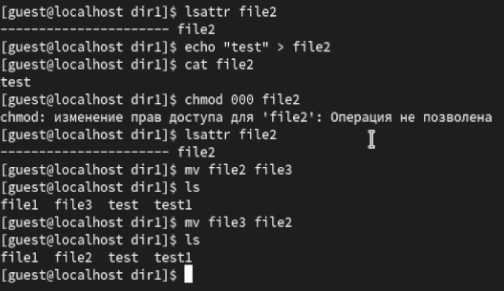 [guest@localhost dir1]$ lsattr file2
---------------------- file2
[guest@localhost dir1]$ echo "test" > file2
[guest@localhost dir1]$ cat file2
test
[guest@localhost dir1]$ chmod 000 file2
chmod: изменение прав доступа для 'file2': Операция не позволена
[guest@localhost dir1]$ lsattr file2
---------------------- file2
[guest@localhost dir1]$ mv file2 file3
[guest@localhost dir1]$ ls
file1  file3  test  test1
[guest@localhost dir1]$ mv file3 file2
[guest@localhost dir1]$ ls
file1  file2  test  test1
[guest@localhost dir1]$